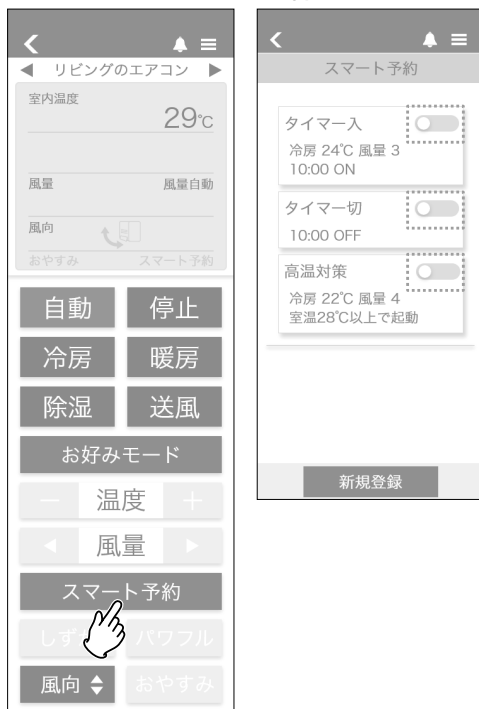 リビングのエアコン
室内温度
29℃
風量 風量自動
風向
おやすみ スマート予約
自動 停止
冷房 暖房
除湿 送風
お好みモード
− 温度 +
風量
スマート予約
しず パワフル
風向 おやすみ
スマート予約
タイマー入
冷房 24℃ 風量 3
10:00 ON
タイマー切
10:00 OFF
高温対策
冷房 22℃ 風量 4
室温28℃以上で起動
新規登録